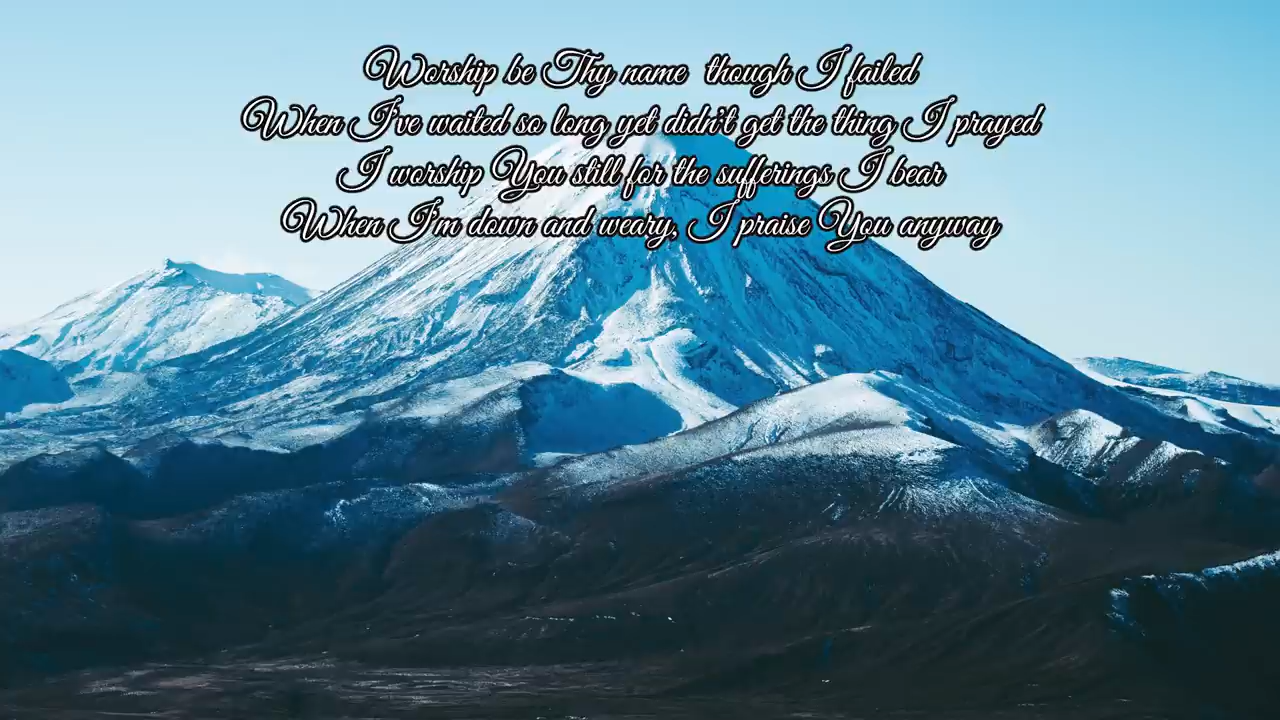 Worship be Thy name though I failed
When I've waited so long yet didn't get the thing I prayed
I worship You still for the sufferings I bear
When I'm down and weary, I praise You anyway